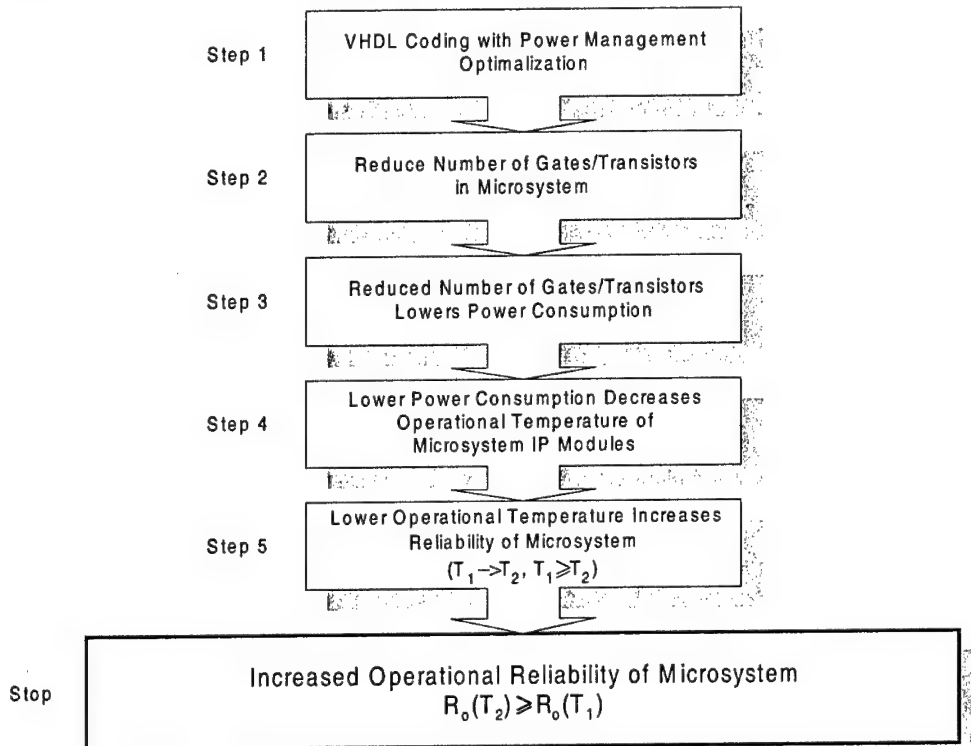 Step 1
VHDL Coding with Power Management
Optimalization
Step 2
Reduce Number of Gates/Transistors
in Microsystem
Step 3
Reduced Number of Gates/Transistors
Lowers Power Consumption
Step 4
Lower Power Consumption Decreases
Operational Temperature of
Microsystem IP Modules
Step 5
Lower Operational Temperature Increases
Reliability of Microsystem
(T₁->T₂, T₁⩾T₂)
Stop
Increased Operational Reliability of Microsystem
Rₒ(T₂)⩾Rₒ(T₁)